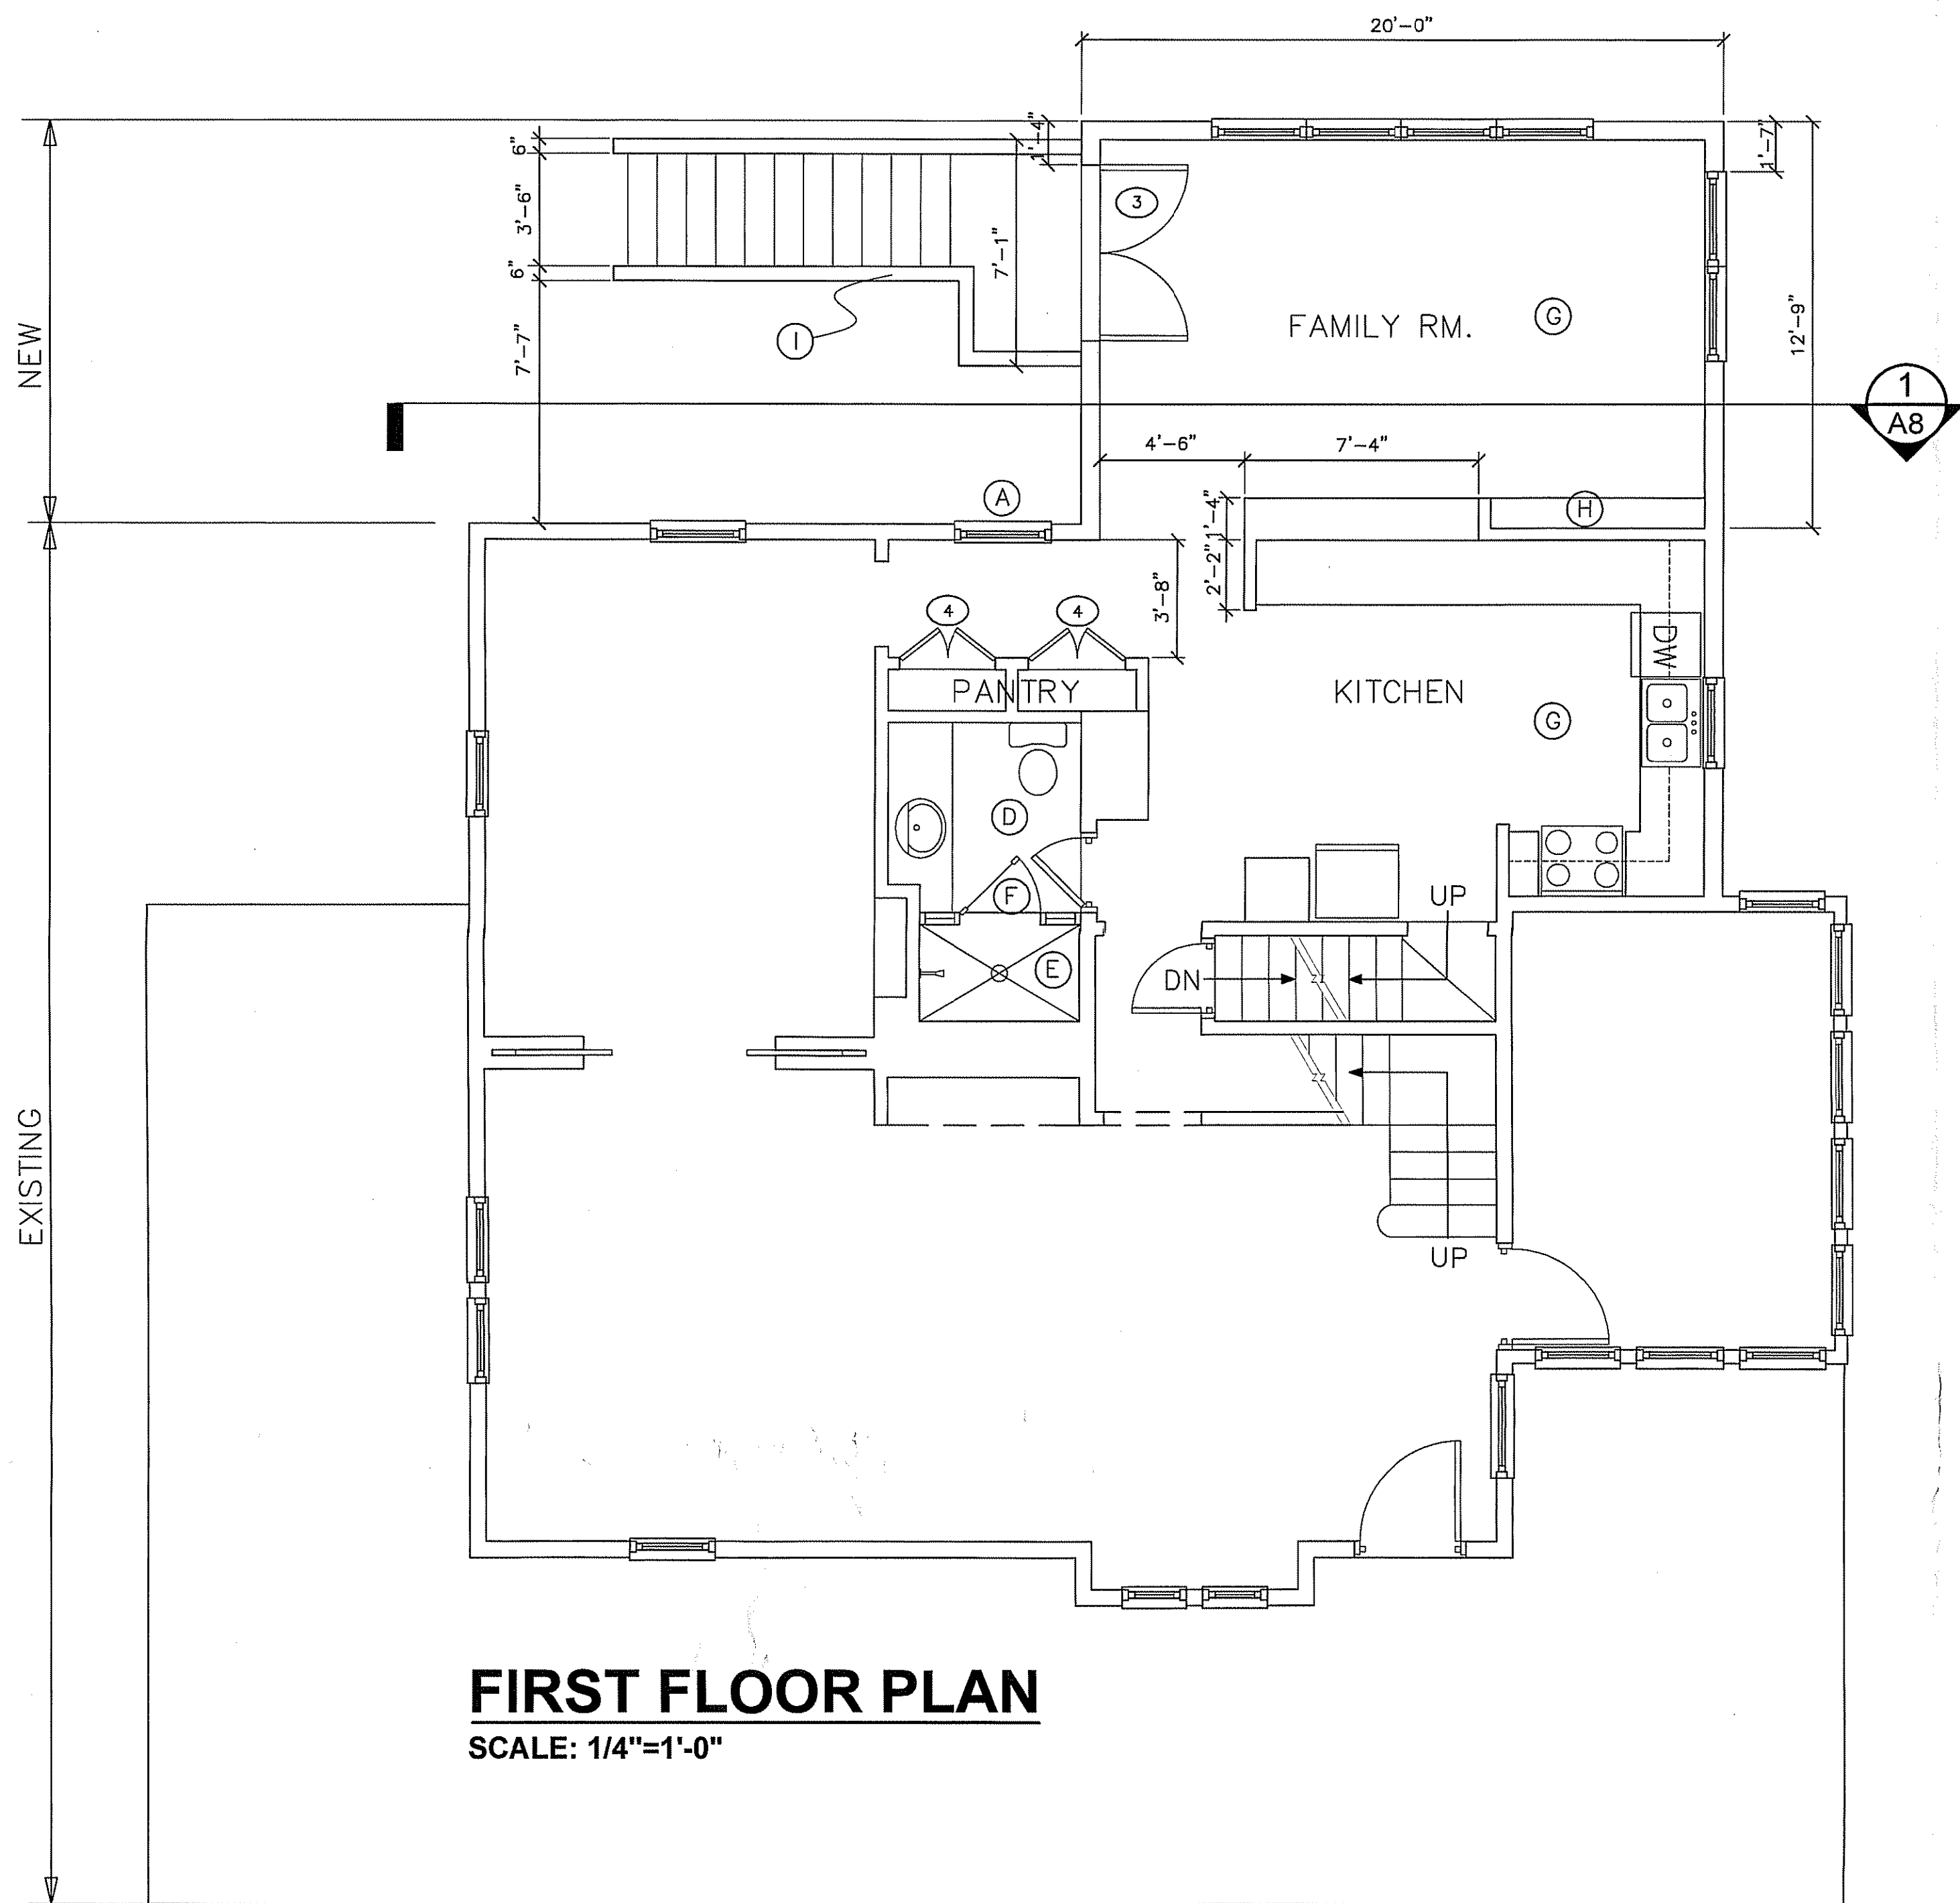 20'-0"
6"
1'-4"
1'-7"
3'-6"
3
7'-1"
6"
G
FAMILY RM.
12'-9"
I
NEW
7'-7"
1
A8
4'-6"
7'-4"
A
1'-4"
H
2'-2"
3'-8"
4
4
DW
PANTRY
KITCHEN
G
D
F
UP
E
DN
ZZ
ZZ
EXISTING
UP
FIRST FLOOR PLAN
SCALE: 1/4"=1'-0"